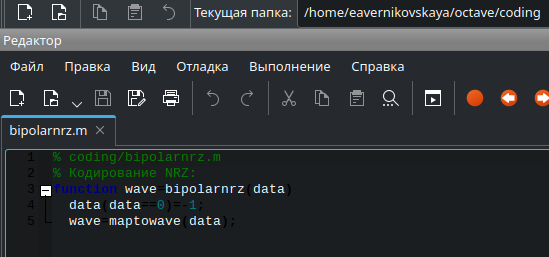 Текущая папка: /home/eavernikovskaya/octave/coding
Редактор
Файл Правка Вид Отладка Выполнение Справка
bipolarnrz.m
1 % coding/bipolarnrz.m
2 % Кодирование NRZ:
3 function wave=bipolarnrz(data)
4 data(data==0)=-1;
5 wave=maptowave(data);